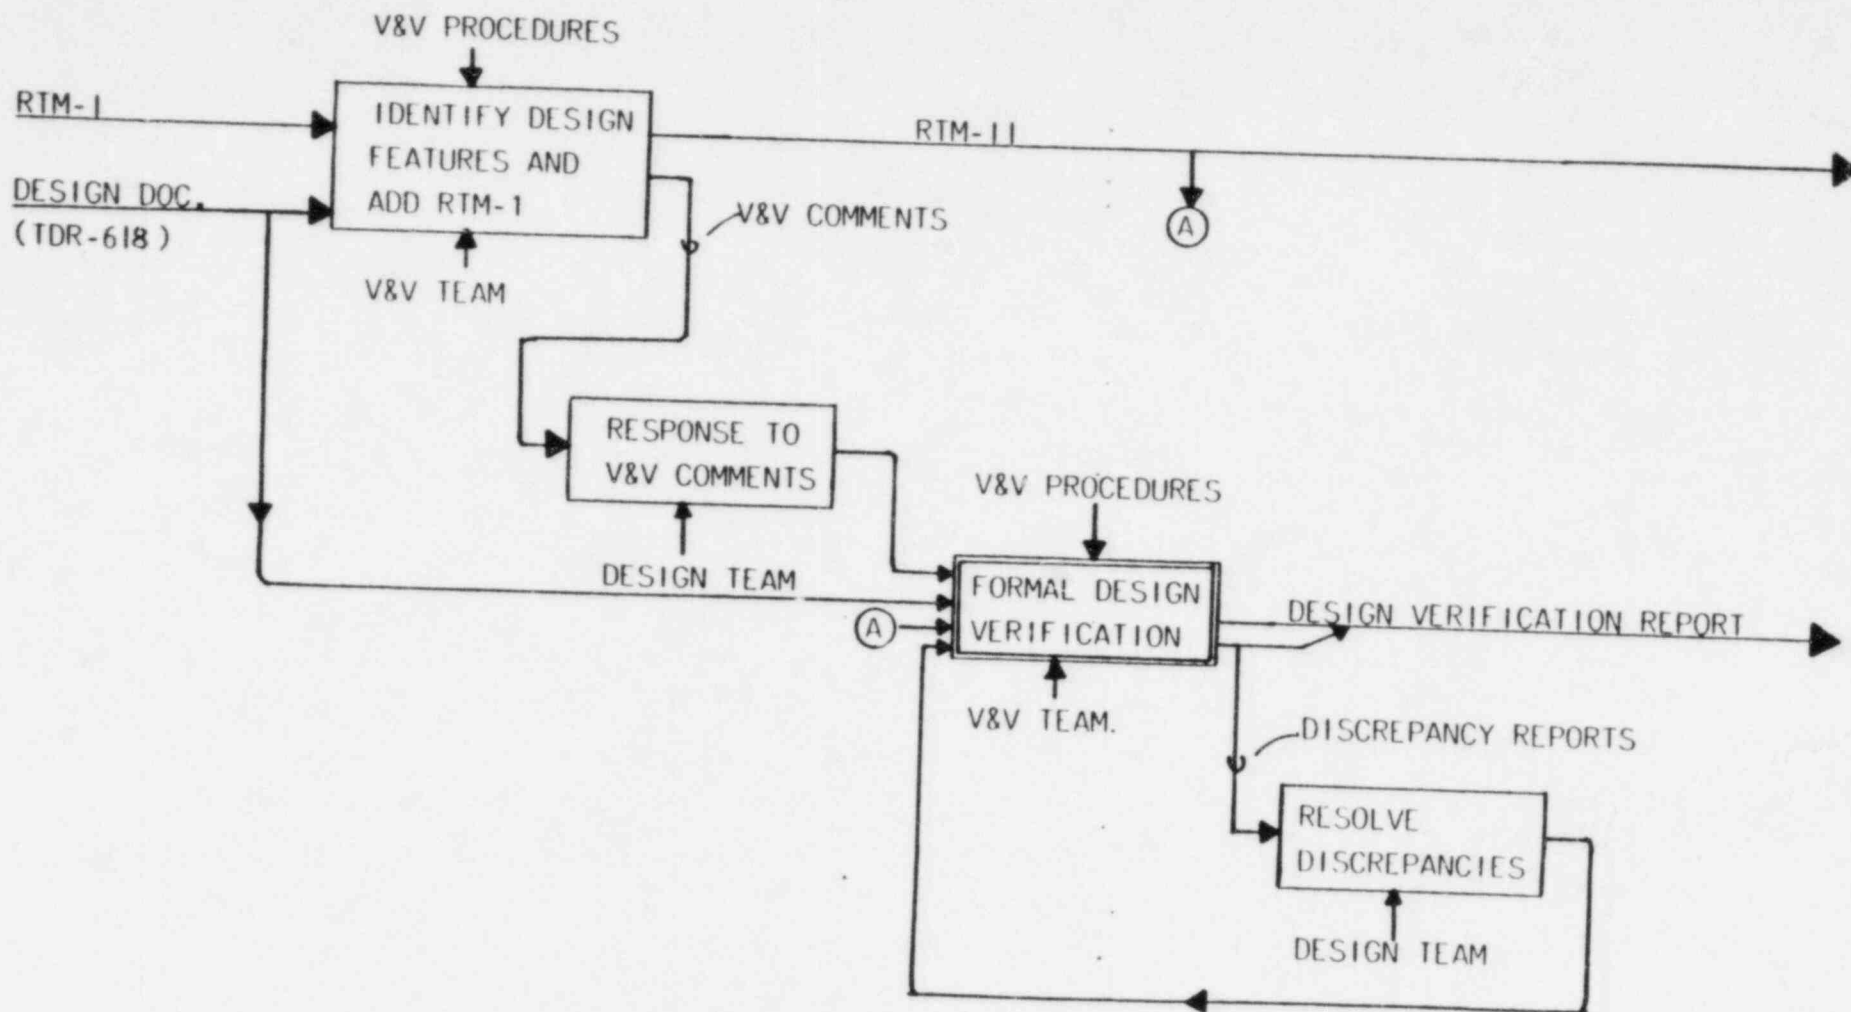 V&V PROCEDURES
RTM-I
IDENTIFY DESIGN
FEATURES AND
ADD RTM-1
RTM-II
DESIGN DOC.
(TDR-618)
V&V COMMENTS
A
V&V TEAM
RESPONSE TO
V&V COMMENTS
V&V PROCEDURES
DESIGN TEAM
FORMAL DESIGN
VERIFICATION
A
DESIGN VERIFICATION REPORT
V&V TEAM.
DISCREPANCY REPORTS
RESOLVE
DISCREPANCIES
DESIGN TEAM